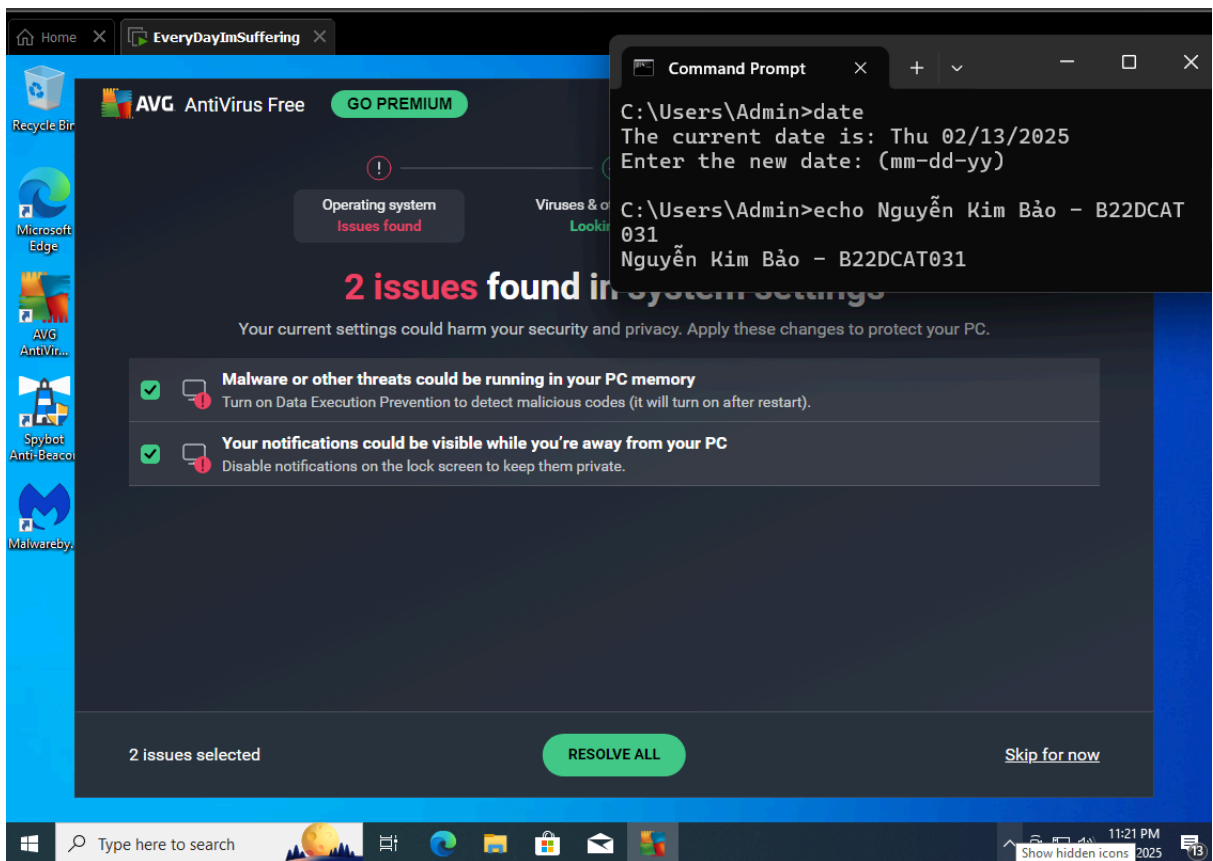 Home
EveryDayImSuffering
Recycle Bin
Microsoft
Edge
AVG
AntiVir...
Spybot
Malwareby.
AVG AntiVirus Free
GO PREMIUM
Operating system
Issues found
Viruses &
2 issues found in system settings
Your current settings could harm your security and privacy. Apply these changes to protect your PC.
Malware or other threats could be running in your PC memory
Turn on Data Execution Prevention to detect malicious codes (it will turn on after restart).
Your notifications could be visible while you're away from your PC
Disable notifications on the lock screen to keep them private.
2 issues selected
RESOLVE ALL
Skip for now
Command Prompt
C:\Users\Admin>date
The current date is: Thu 02/13/2025
Enter the new date: (mm-dd-yy)
C:\Users\Admin>echo Nguyễn Kim Bảo - B22DCAT
031
Nguyễn Kim Bảo - B22DCAT031
Type here to search
11:21 PM
2025
Show hidden icons
13